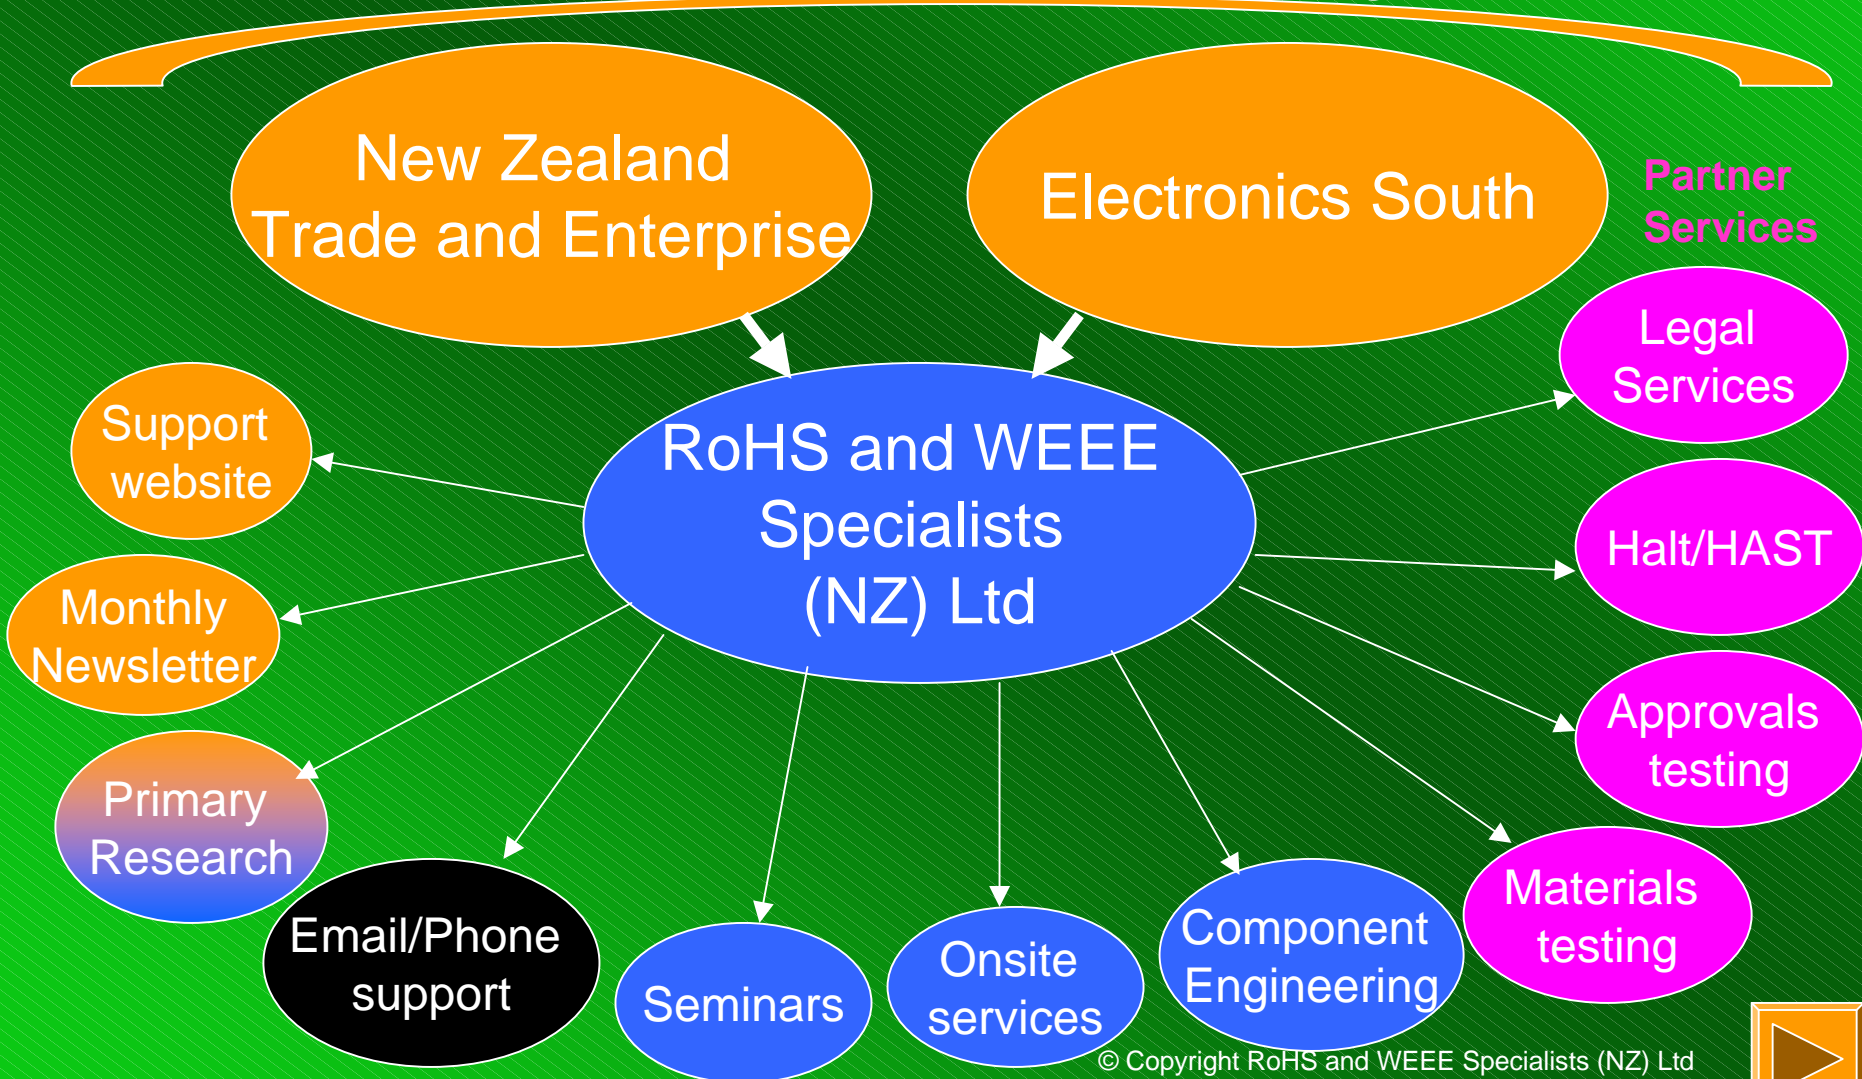 New Zealand
Trade and Enterprise
Electronics South
Partner
Services
Legal
Services
Support
website
RoHS and WEEE
Specialists
(NZ) Ltd
Halt/HAST
Monthly
Newsletter
Approvals
testing
Primary
Research
Materials
testing
Email/Phone
support
Seminars
Onsite
services
Component
Engineering
© Copyright RoHS and WEEE Specialists (NZ) Ltd